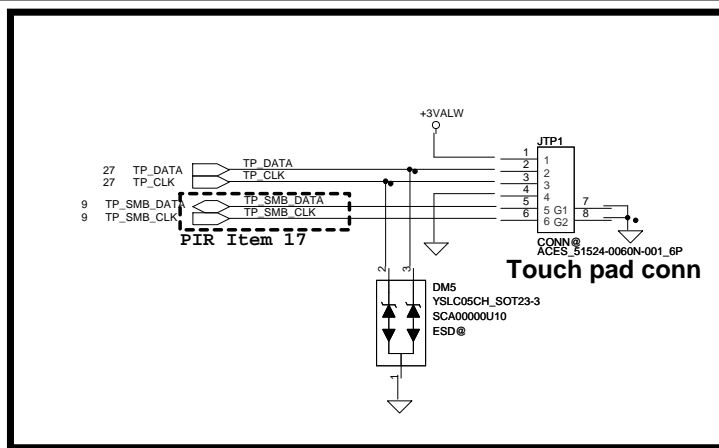 +3VALW
JTP1
27 TP_DATA TP_DATA 2 2
27 TP_CLK TP_CLK 3 3
1 1
4 4
9 TP_SMB_DATA TP_SMB_DATA 5 5 G1 7
9 TP_SMB_CLK TP_SMB_CLK 6 6 G2 8
PIR Item 17
CONN@
ACES_51524-0060N-001_6P
Touch pad conn
2 3
DM5
YSLC05CH_SOT23-3
SCA00000U10
ESD@
1